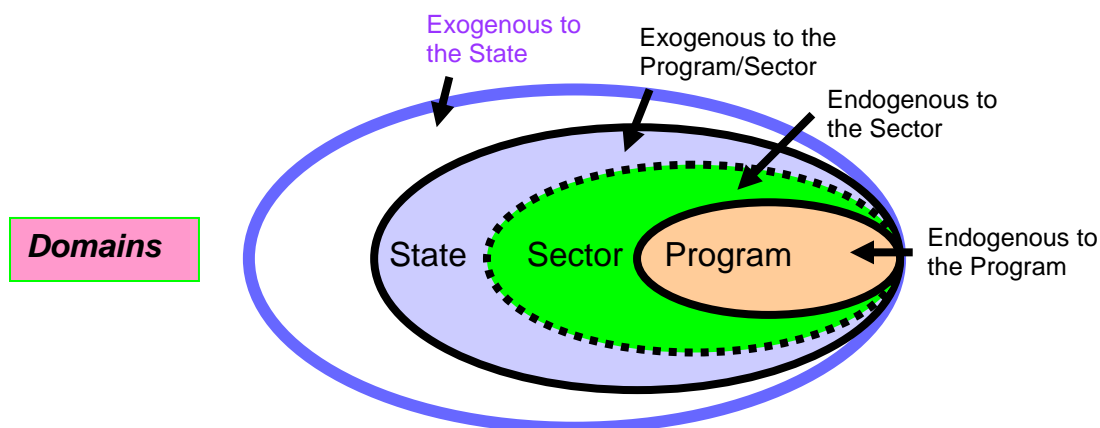 Exogenous to
the State
Exogenous to the
Program/Sector
Endogenous to
the Sector
Domains
State
Sector
Program
Endogenous to
the Program